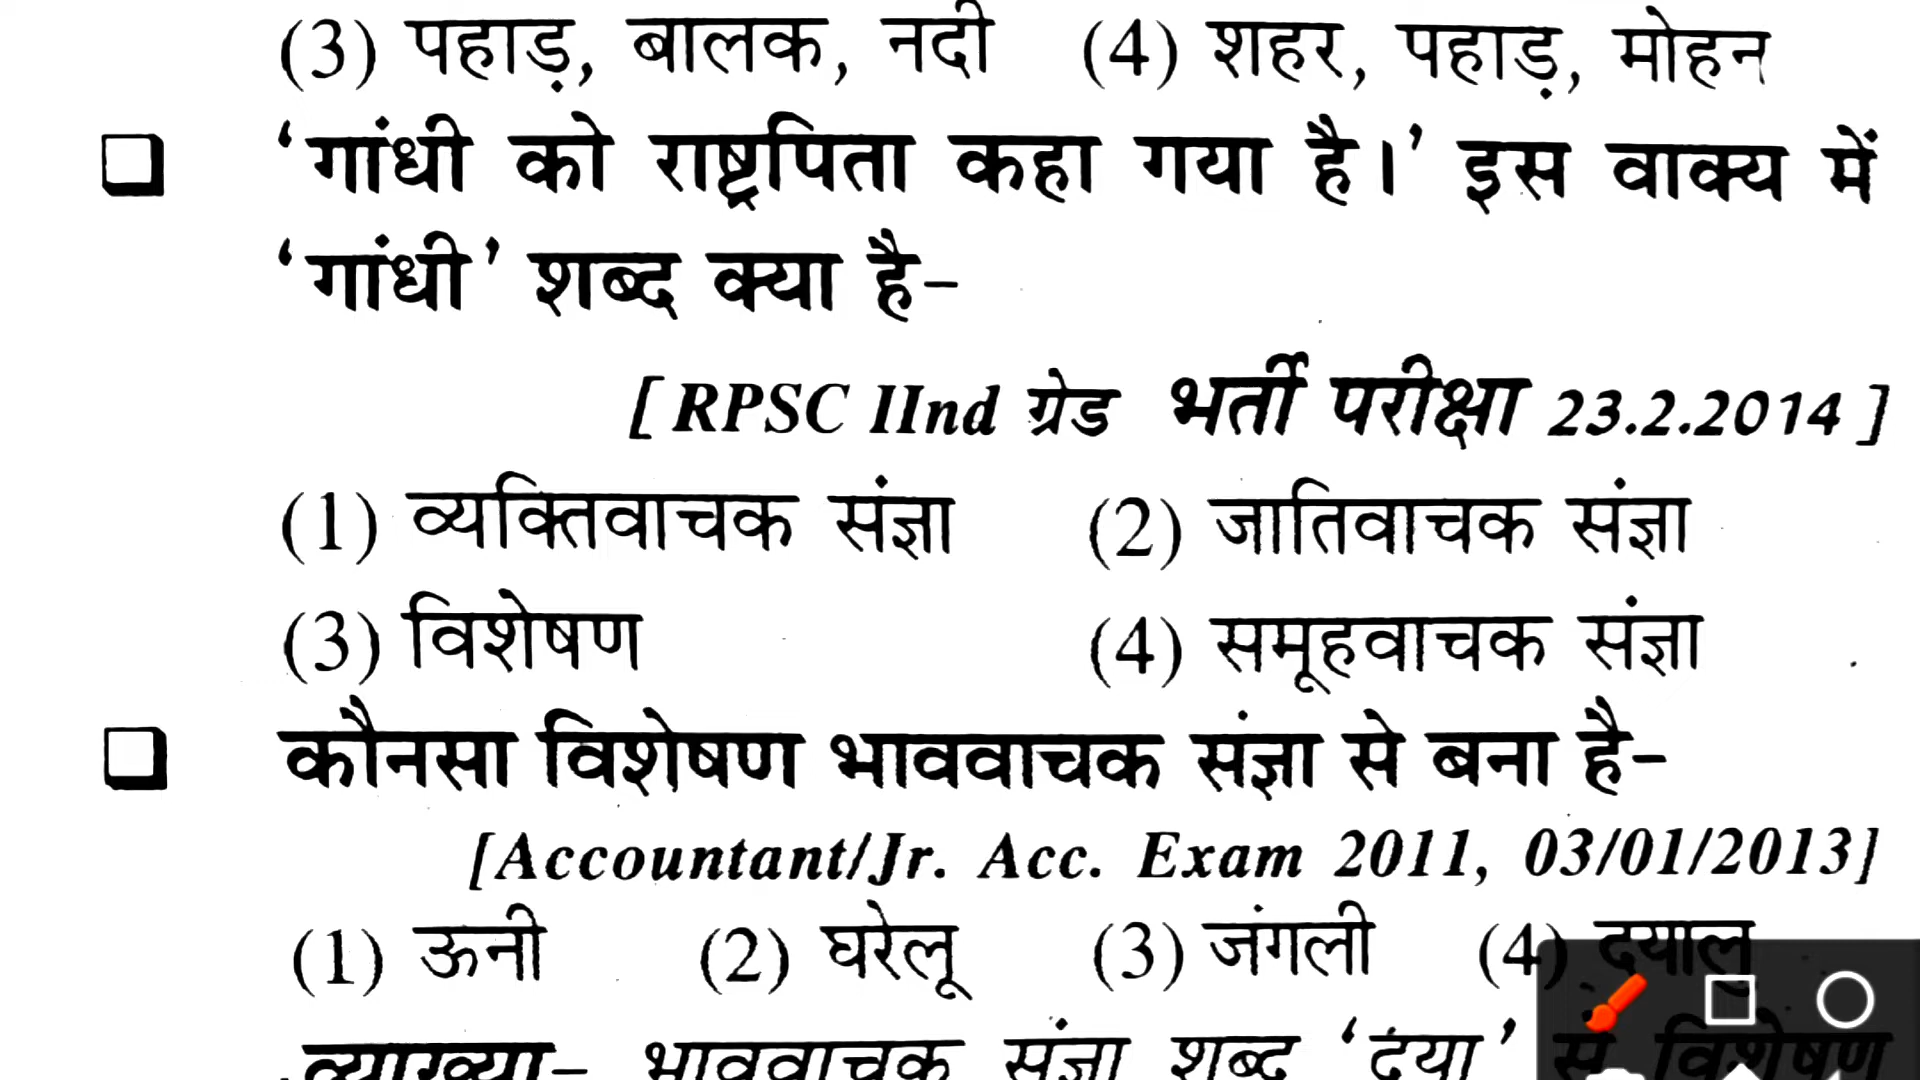 (3) पहाड़, बालक, नदी (4) शहर, पहाड़, मोहन
‘गांधी को राष्ट्रपिता कहा गया है।’ इस वाक्य में
‘गांधी’ शब्द क्या है–
[RPSC IInd ग्रेड भर्ती परीक्षा 23.2.2014]
(1) व्यक्तिवाचक संज्ञा (2) जातिवाचक संज्ञा
(3) विशेषण (4) समूहवाचक संज्ञा
कौनसा विशेषण भाववाचक संज्ञा से बना है–
[Accountant/Jr. Acc. Exam 2011, 03/01/2013]
(1) ऊनी (2) घरेलू (3) जंगली (4) दयालु
व्याख्या– भाववाचक संज्ञा शब्द ‘दया’ से विशेषण